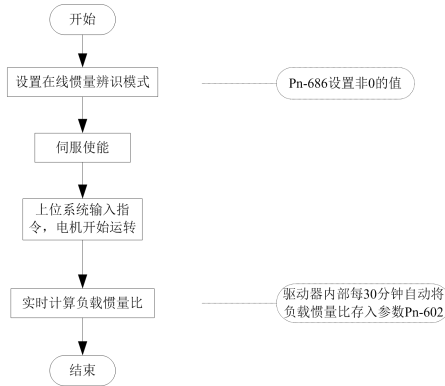 开始
设置在线惯量辨识模式
Pn-686设置非0的值
伺服使能
上位系统输入指
令，电机开始运转
实时计算负载惯量比
驱动器内部每30分钟自动将
负载惯量比存入参数Pn-602
结束